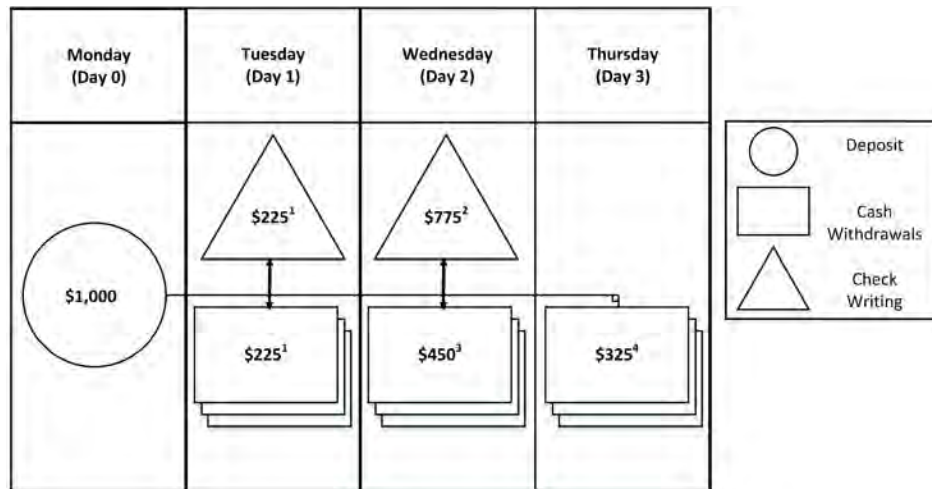 Monday
(Day 0)
Tuesday
(Day 1)
Wednesday
(Day 2)
Thursday
(Day 3)
$1,000
$225¹
$775²
$225¹
$450³
$325⁴
Deposit
Cash
Withdrawals
Check
Writing